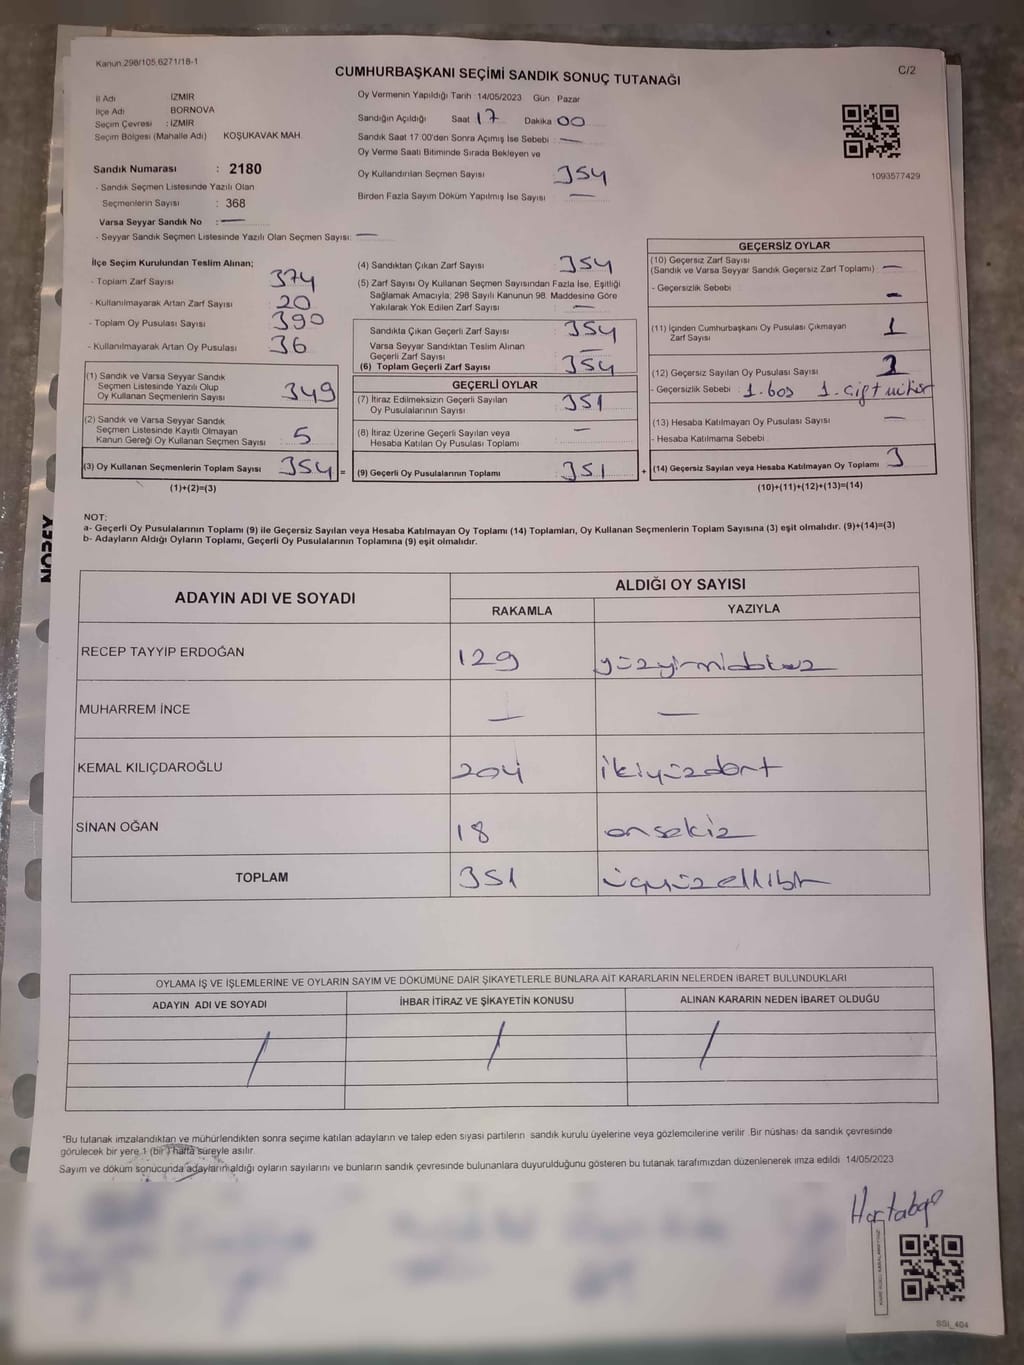 Kanun.298/105,6271/18-1
C/2
CUMHURBAŞKANI SEÇİMİ SANDIK SONUÇ TUTANAĞI
İl Adı İZMİR
İlçe Adı BORNOVA
Seçim Çevresi : İZMİR
Seçim Bölgesi (Mahalle Adı) KOŞUKAVAK MAH.
Sandık Numarası : 2180
- Sandık Seçmen Listesinde Yazılı Olan
Seçmenlerin Sayısı : 368
Varsa Seyyar Sandık No : —
- Seyyar Sandık Seçmen Listesinde Yazılı Olan Seçmen Sayısı: —
Oy Vermenin Yapıldığı Tarih : 14/05/2023 Gün : Pazar
Sandığın Açıldığı Saat 17 Dakika 00
Sandık Saat 17:00'den Sonra Açımış İse Sebebi : —
Oy Verme Saati Bitiminde Sırada Bekleyen ve
Oy Kullandırılan Seçmen Sayısı 354
Birden Fazla Sayım Döküm Yapılmış İse Sayısı —
1093577429
İlçe Seçim Kurulundan Teslim Alınan;
- Toplam Zarf Sayısı 374
- Kullanılmayarak Artan Zarf Sayısı 20
- Toplam Oy Pusulası Sayısı 390
- Kullanılmayarak Artan Oy Pusulası 36
(1) Sandık ve Varsa Seyyar Sandık
Seçmen Listesinde Yazılı Olup
Oy Kullanan Seçmenlerin Sayısı 349
(2) Sandık ve Varsa Seyyar Sandık
Seçmen Listesinde Kayıtlı Olmayan
Kanun Gereği Oy Kullanan Seçmen Sayısı 5
(3) Oy Kullanan Seçmenlerin Toplam Sayısı 354 =
(1)+(2)=(3)
(4) Sandıktan Çıkan Zarf Sayısı 354
(5) Zarf Sayısı Oy Kullanan Seçmen Sayısından Fazla İse, Eşitliği
Sağlamak Amacıyla; 298 Sayılı Kanunun 98. Maddesine Göre
Yakılarak Yok Edilen Zarf Sayısı : —
Sandıkta Çıkan Geçerli Zarf Sayısı : 354
Varsa Seyyar Sandıktan Teslim Alınan
Geçerli Zarf Sayısı : —
(6) Toplam Geçerli Zarf Sayısı : 354
GEÇERLİ OYLAR
(7) İtiraz Edilmeksizin Geçerli Sayılan
Oy Pusulalarının Sayısı : 351
(8) İtiraz Üzerine Geçerli Sayılan veya
Hesaba Katılan Oy Pusulası Toplamı : —
(9) Geçerli Oy Pusulalarının Toplamı : 351 +
GEÇERSİZ OYLAR
(10) Geçersiz Zarf Sayısı
(Sandık ve Varsa Seyyar Sandık Geçersiz Zarf Toplamı) : —
- Geçersizlik Sebebi : —
(11) İçinden Cumhurbaşkanı Oy Pusulası Çıkmayan
Zarf Sayısı 1
(12) Geçersiz Sayılan Oy Pusulası Sayısı
- Geçersizlik Sebebi : 1.boş 1.çift mühür
(13) Hesaba Katılmayan Oy Pusulası Sayısı —
- Hesaba Katılmama Sebebi
(14) Geçersiz Sayılan veya Hesaba Katılmayan Oy Toplamı 3
(10)+(11)+(12)+(13)=(14)
NOT:
a- Geçerli Oy Pusulalarının Toplamı (9) ile Geçersiz Sayılan veya Hesaba Katılmayan Oy Toplamı (14) Toplamları, Oy Kullanan Seçmenlerin Toplam Sayısına (3) eşit olmalıdır. (9)+(14)=(3)
b- Adayların Aldığı Oyların Toplamı, Geçerli Oy Pusulalarının Toplamına (9) eşit olmalıdır.
ADAYIN ADI VE SOYADI
ALDIĞI OY SAYISI
RAKAMLA YAZIYLA
RECEP TAYYİP ERDOĞAN 129 yüzyirmidokuz
MUHARREM İNCE — —
KEMAL KILIÇDAROĞLU 204 ikiyüzdört
SİNAN OĞAN 18 onsekiz
TOPLAM 351 üçyüzellibir
OYLAMA İŞ VE İŞLEMLERİNE VE OYLARIN SAYIM VE DÖKÜMÜNE DAİR ŞİKAYETLERLE BUNLARA AİT KARARLARIN NELERDEN İBARET BULUNDUKLARI
ADAYIN ADI VE SOYADI İHBAR İTİRAZ VE ŞİKAYETİN KONUSU ALINAN KARARIN NEDEN İBARET OLDUĞU
/ / /
*Bu tutanak imzalandıktan ve mühürlendikten sonra seçime katılan adayların ve talep eden siyasi partilerin sandık kurulu üyelerine veya gözlemcilerine verilir. Bir nüshası da sandık çevresinde
görülecek bir yere 1 (bir) hafta süreyle asılır.
Sayım ve döküm sonucunda adayların aldığı oyların sayılarını ve bunların sandık çevresinde bulunanlara duyurulduğunu gösteren bu tutanak tarafımızdan düzenlenerek imza edildi 14/05/2023
SSİ_404